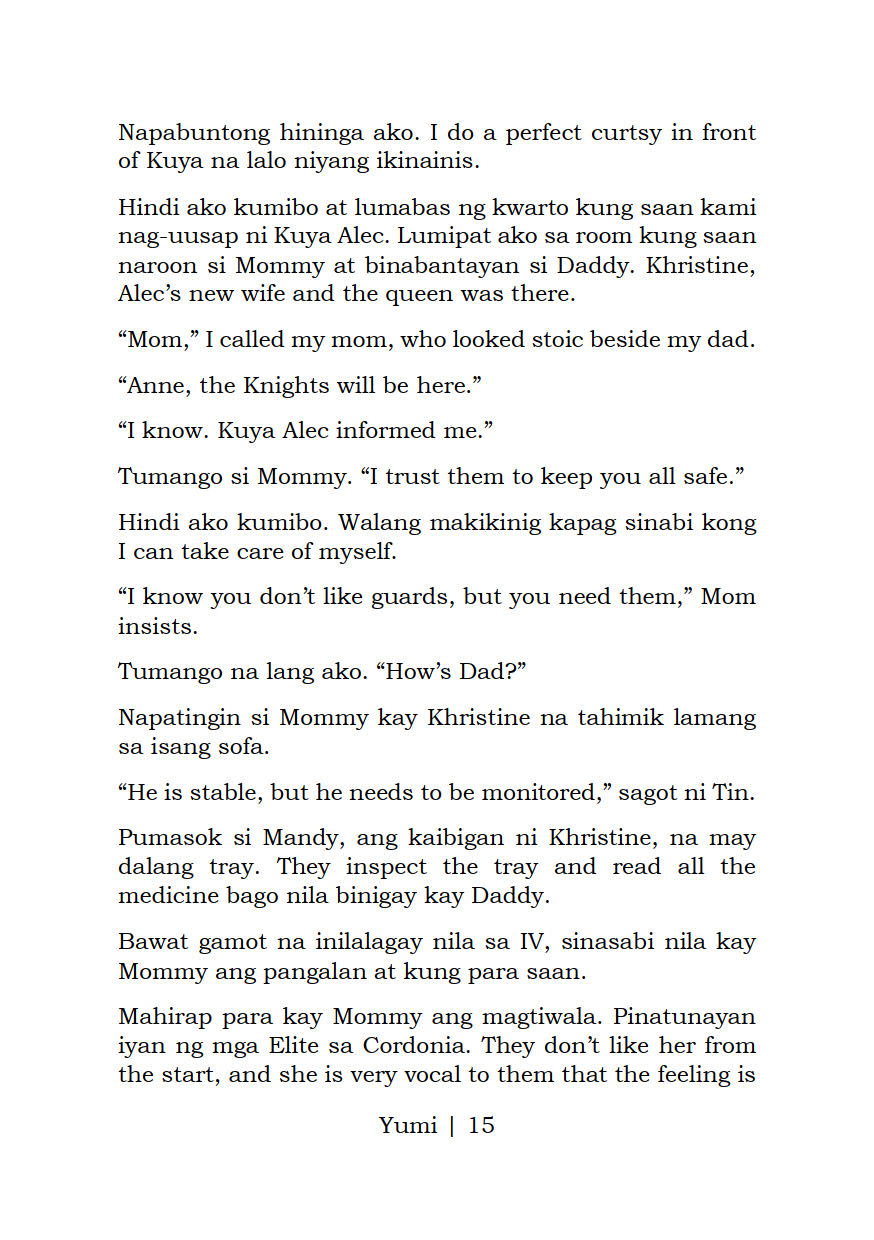 Napabuntong hininga ako. I do a perfect curtsy in front
of Kuya na lalo niyang ikinainis.
Hindi ako kumibo at lumabas ng kwarto kung saan kami
nag-uusap ni Kuya Alec. Lumipat ako sa room kung saan
naroon si Mommy at binabantayan si Daddy. Khristine,
Alec’s new wife and the queen was there.
“Mom,” I called my mom, who looked stoic beside my dad.
“Anne, the Knights will be here.”
“I know. Kuya Alec informed me.”
Tumango si Mommy. “I trust them to keep you all safe.”
Hindi ako kumibo. Walang makikinig kapag sinabi kong
I can take care of myself.
“I know you don’t like guards, but you need them,” Mom
insists.
Tumango na lang ako. “How’s Dad?”
Napatingin si Mommy kay Khristine na tahimik lamang
sa isang sofa.
“He is stable, but he needs to be monitored,” sagot ni Tin.
Pumasok si Mandy, ang kaibigan ni Khristine, na may
dalang tray. They inspect the tray and read all the
medicine bago nila binigay kay Daddy.
Bawat gamot na inilalagay nila sa IV, sinasabi nila kay
Mommy ang pangalan at kung para saan.
Mahirap para kay Mommy ang magtiwala. Pinatunayan
iyan ng mga Elite sa Cordonia. They don’t like her from
the start, and she is very vocal to them that the feeling is
Yumi | 15